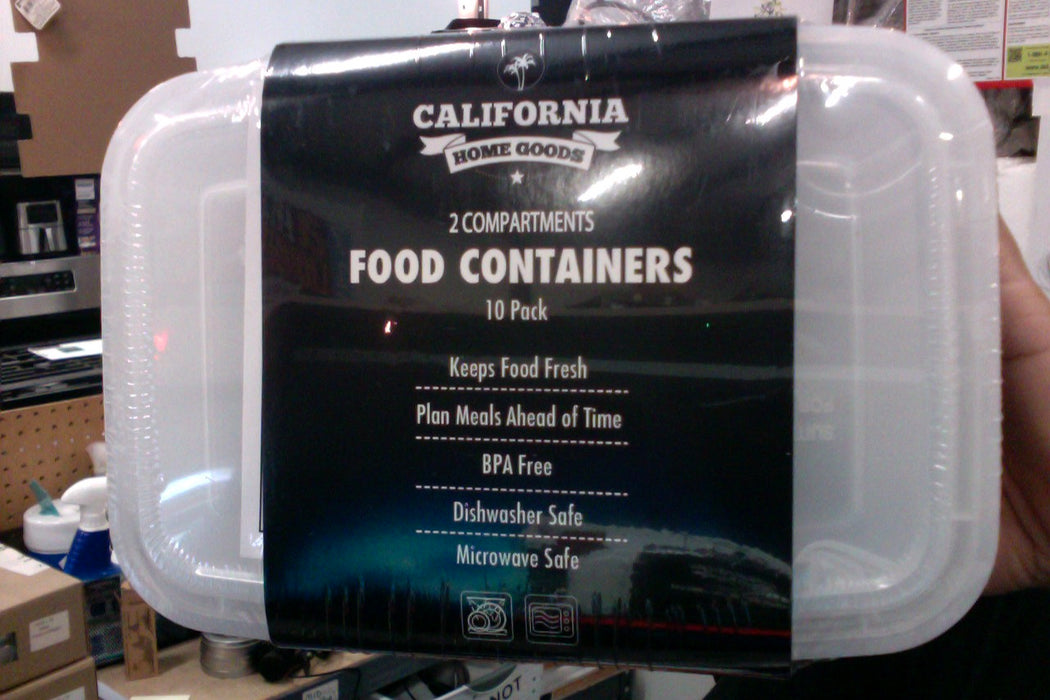 CALIFORNIA
HOME GOODS
2 COMPARTMENTS
FOOD CONTAINERS
10 Pack
Keeps Food Fresh
Plan Meals Ahead of Time
BPA Free
Dishwasher Safe
Microwave Safe
NOT